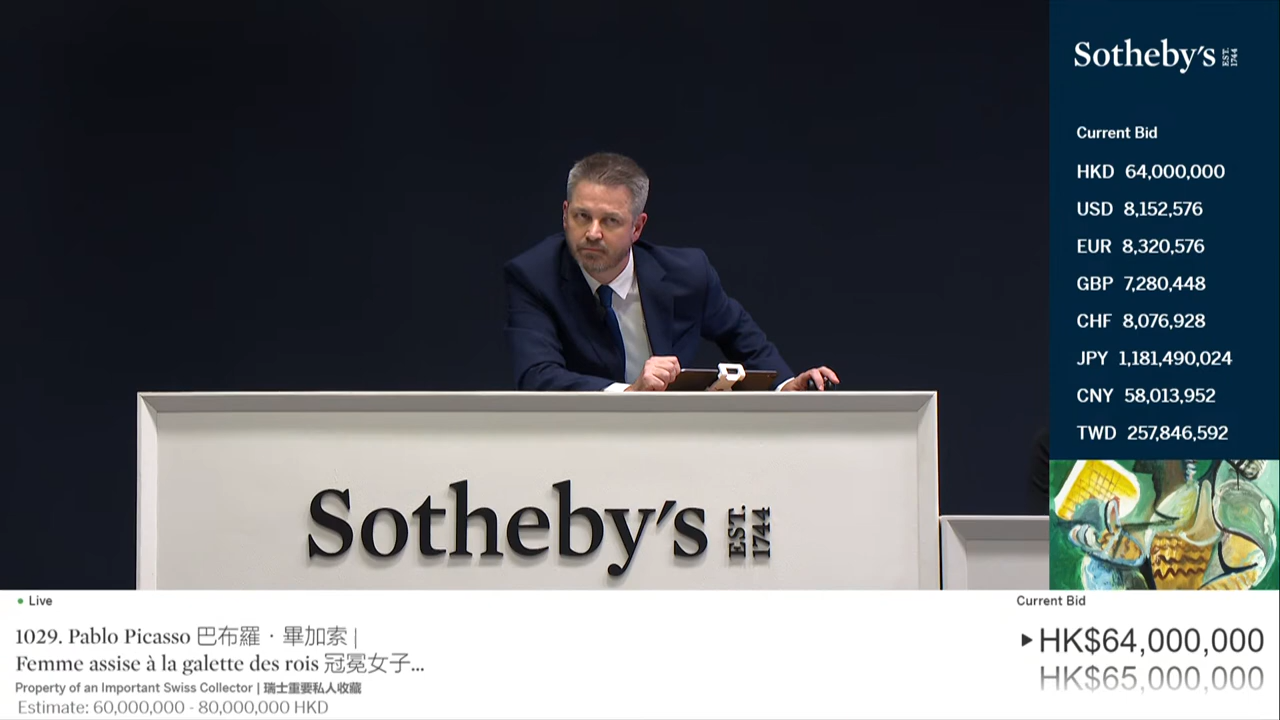 Sotheby's EST. 1744
Current Bid
HKD 64,000,000
USD 8,152,576
EUR 8,320,576
GBP 7,280,448
CHF 8,076,928
JPY 1,181,490,024
CNY 58,013,952
TWD 257,846,592
Sotheby's EST. 1744
Live
1029. Pablo Picasso 巴布羅·畢加索 |
Femme assise à la galette des rois 冠冕女子...
Property of an Important Swiss Collector | 瑞士重要私人收藏
Estimate: 60,000,000 - 80,000,000 HKD
Current Bid
HK$64,000,000
HK$65,000,000